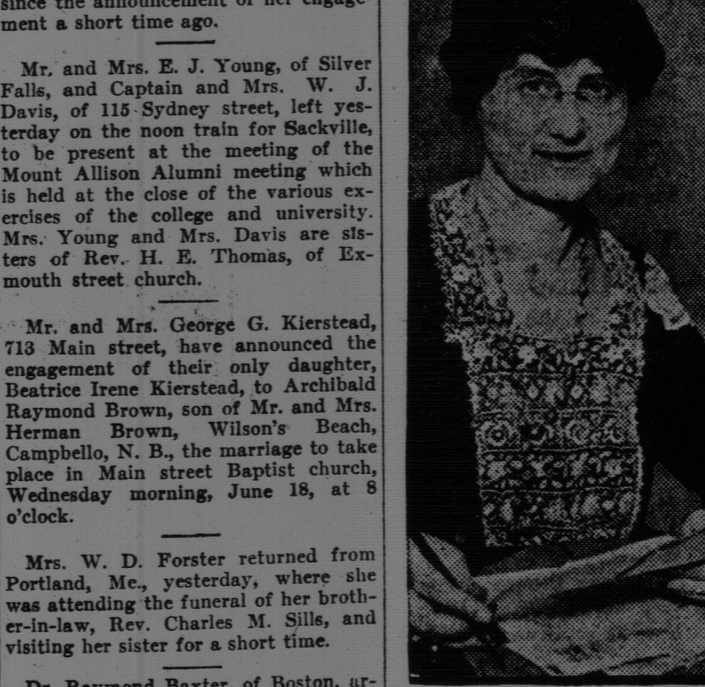 since the announcement of her engage-
ment a short time ago.
Mr. and Mrs. E. J. Young, of Silver
Falls, and Captain and Mrs. W. J.
Davis, of 115 Sydney street, left yes-
terday on the noon train for Sackville,
to be present at the meeting of the
Mount Allison Alumni meeting which
is held at the close of the various ex-
ercises of the college and university.
Mrs. Young and Mrs. Davis are sis-
ters of Rev. H. E. Thomas, of Ex-
mouth street church.
Mr. and Mrs. George G. Kierstead,
713 Main street, have announced the
engagement of their only daughter,
Beatrice Irene Kierstead, to Archibald
Raymond Brown, son of Mr. and Mrs.
Herman Brown, Wilson's Beach,
Campbello, N. B., the marriage to take
place in Main street Baptist church,
Wednesday morning, June 18, at 8
o'clock.
Mrs. W. D. Forster returned from
Portland, Me., yesterday, where she
was attending the funeral of her broth-
er-in-law, Rev. Charles M. Sills, and
visiting her sister for a short time.
Dr. Raymond Baxter, of Boston, ar-